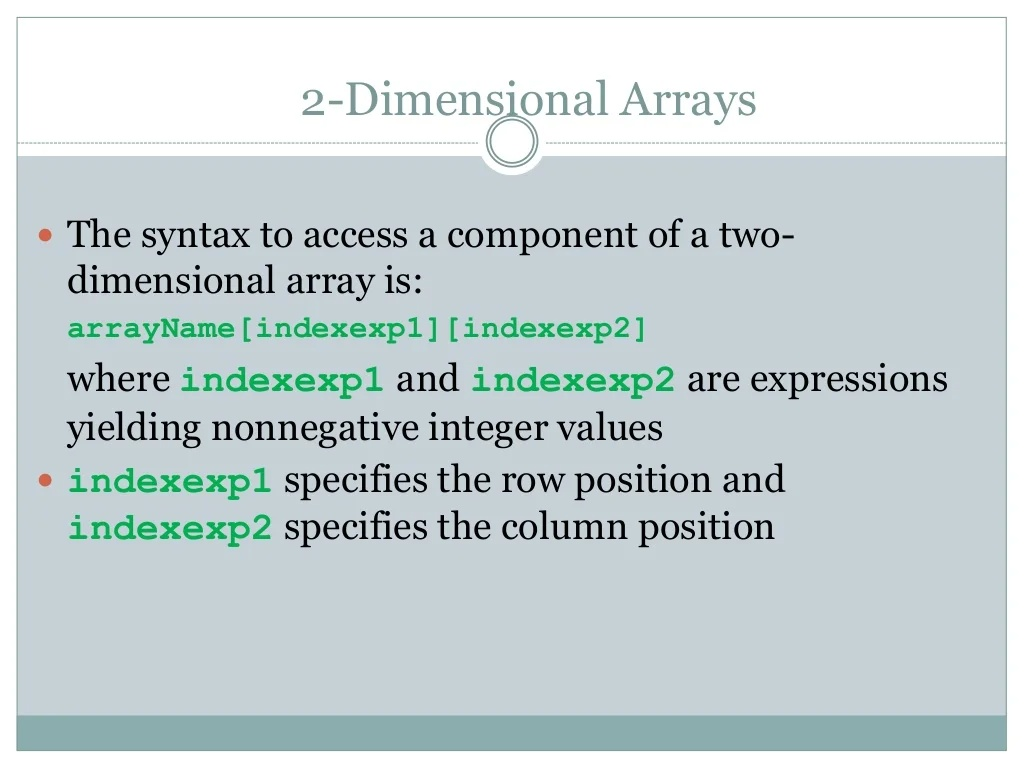 2-Dimensional Arrays
• The syntax to access a component of a two-
dimensional array is:
arrayName[indexexp1][indexexp2]
where indexexp1 and indexexp2 are expressions
yielding nonnegative integer values
• indexexp1 specifies the row position and
indexexp2 specifies the column position